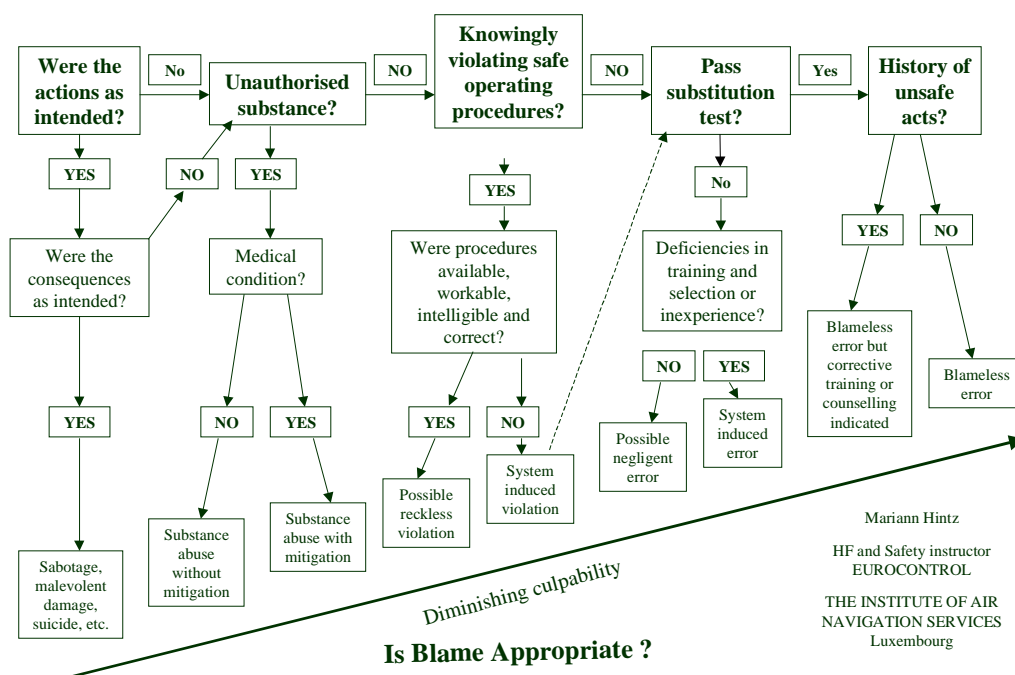 Were the
actions as
intended?
No
Unauthorised
substance?
NO
Knowingly
violating safe
operating
procedures?
NO
Pass
substitution
test?
Yes
History of
unsafe
acts?
YES
NO
YES
YES
No
YES
NO
Were the
consequences
as intended?
Medical
condition?
Were procedures
available,
workable,
intelligible and
correct?
Deficiencies in
training and
selection or
inexperience?
Blameless
error but
corrective
training or
counselling
indicated
Blameless
error
YES
NO
YES
YES
NO
NO
YES
Sabotage,
malevolent
damage,
suicide, etc.
Substance
abuse
without
mitigation
Substance
abuse with
mitigation
Possible
reckless
violation
System
induced
violation
Possible
negligent
error
System
induced
error
Diminishing culpability
Is Blame Appropriate ?
Mariann Hintz
HF and Safety instructor
EUROCONTROL
THE INSTITUTE OF AIR
NAVIGATION SERVICES
Luxembourg